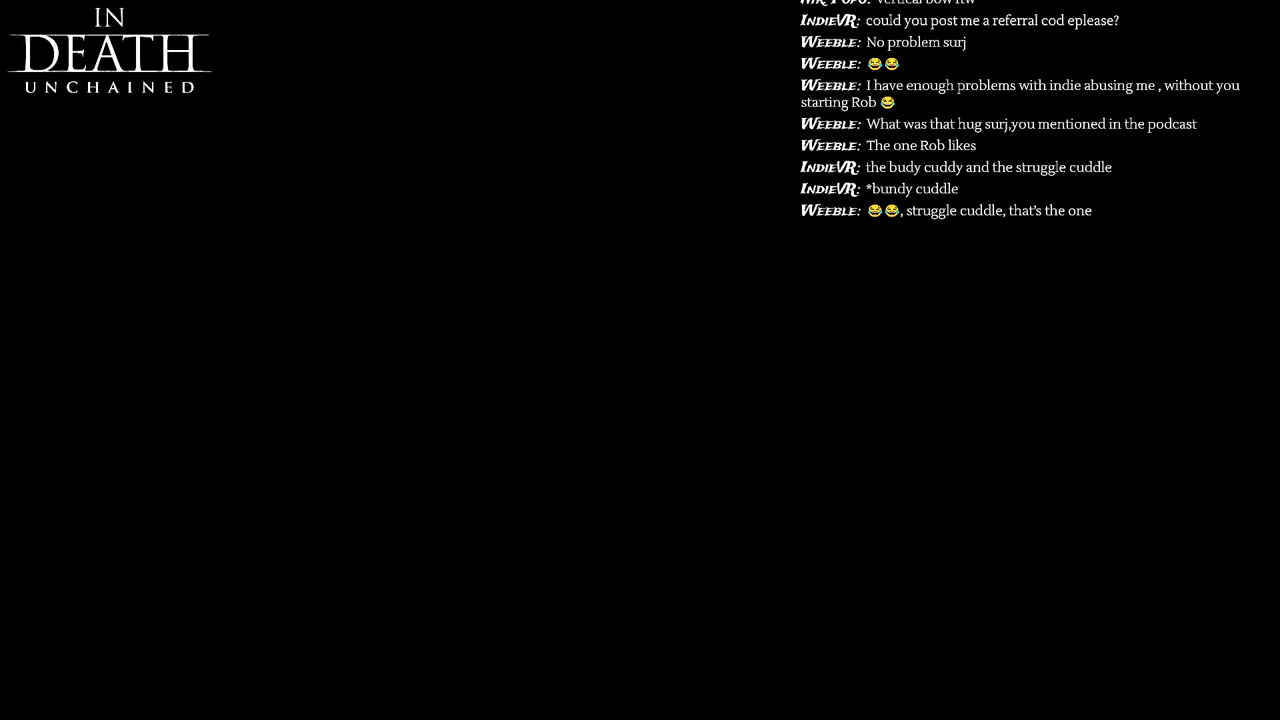 IN
DEATH
UNCHAINED
IndieVR: could you post me a referral cod eplease?
Weeble: No problem surj
Weeble: 😂😂
Weeble: I have enough problems with indie abusing me , without you
starting Rob 😂
Weeble: What was that hug surj,you mentioned in the podcast
Weeble: The one Rob likes
IndieVR: the budy cuddy and the struggle cuddle
IndieVR: *bundy cuddle
Weeble: 😂😂, struggle cuddle, that's the one